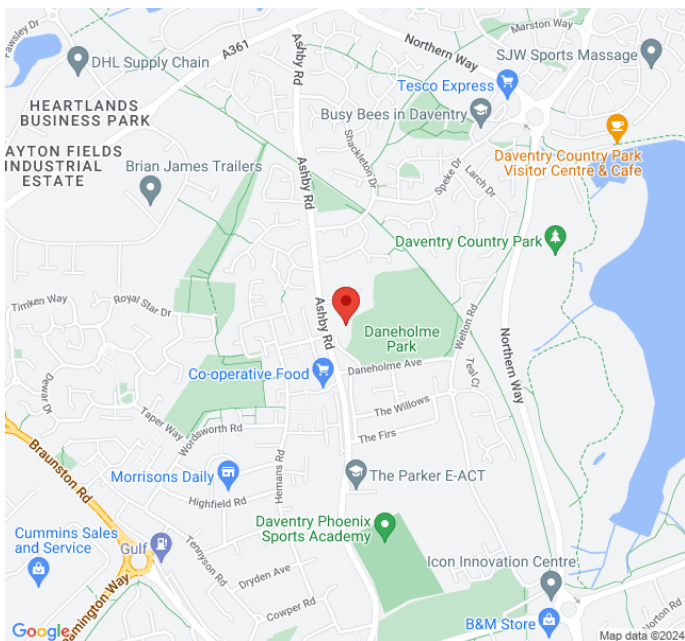 Pawsley Dr
A361
Ashby Rd
Northern Way
Marston Way
DHL Supply Chain
SJW Sports Massage
Tesco Express
HEARTLANDS
BUSINESS PARK
Busy Bees in Daventry
Shackleton Dr
AYTON FIELDS
INDUSTRIAL
ESTATE
Brian James Trailers
Ashby Rd
Speke Dr
Larch Dr
Daventry Country Park
Visitor Centre & Cafe
Daventry Country Park
Timken Way
Royal Star Dr
Ashby Rd
Daneholme
Park
Welton Rd
Northern Way
Co-operative Food
Daneholme Ave
Teal Cl
Dewar Dr
Taper Way
Wordsworth Rd
The Willows
Braunston Rd
Hemans Rd
The Firs
Morrisons Daily
The Parker E-ACT
Highfield Rd
Cummins Sales
and Service
Gulf
Tennyson Rd
Daventry Phoenix
Sports Academy
Dryden Ave
Icon Innovation Centre
amington Way
Cowper Rd
B&M Store
Google
Map data ©2024